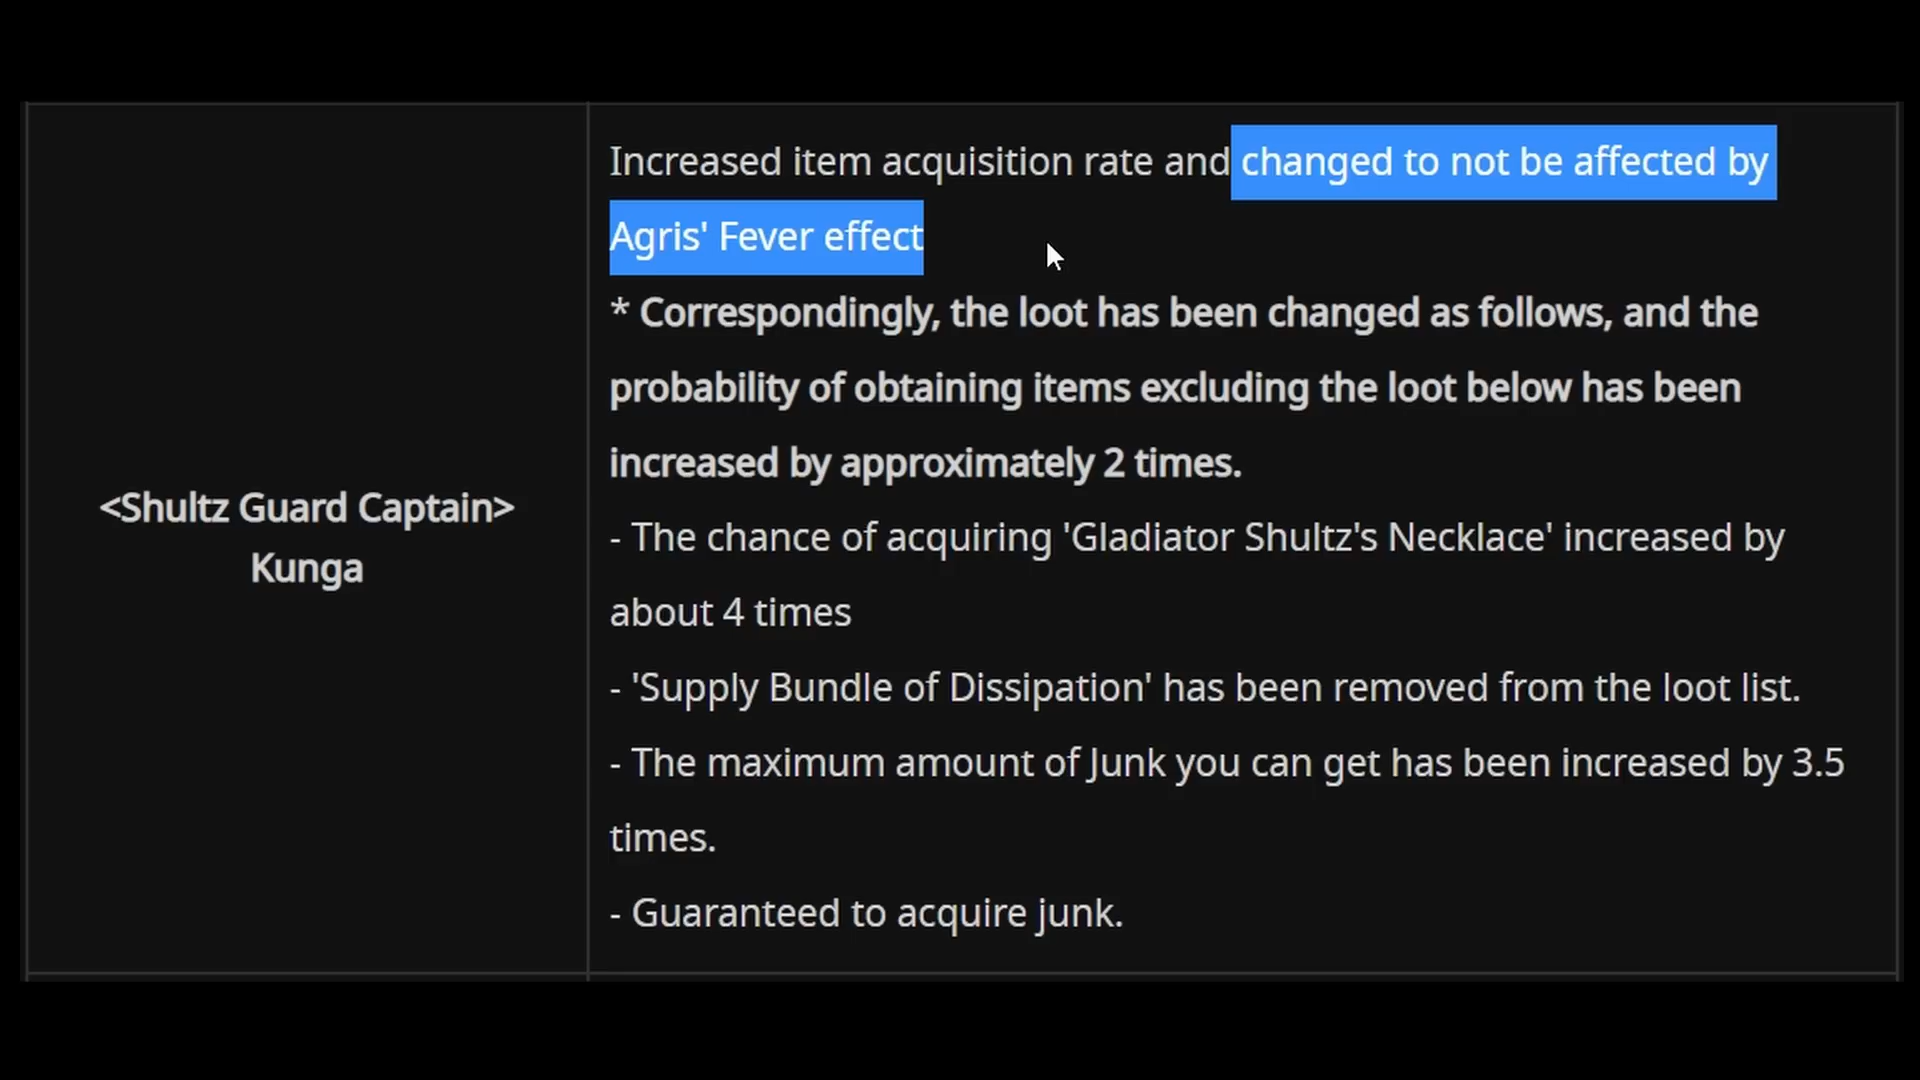 <Shultz Guard Captain>
Kunga
Increased item acquisition rate and changed to not be affected by
Agris' Fever effect
* Correspondingly, the loot has been changed as follows, and the
probability of obtaining items excluding the loot below has been
increased by approximately 2 times.
- The chance of acquiring 'Gladiator Shultz's Necklace' increased by
about 4 times
- 'Supply Bundle of Dissipation' has been removed from the loot list.
- The maximum amount of Junk you can get has been increased by 3.5
times.
- Guaranteed to acquire junk.